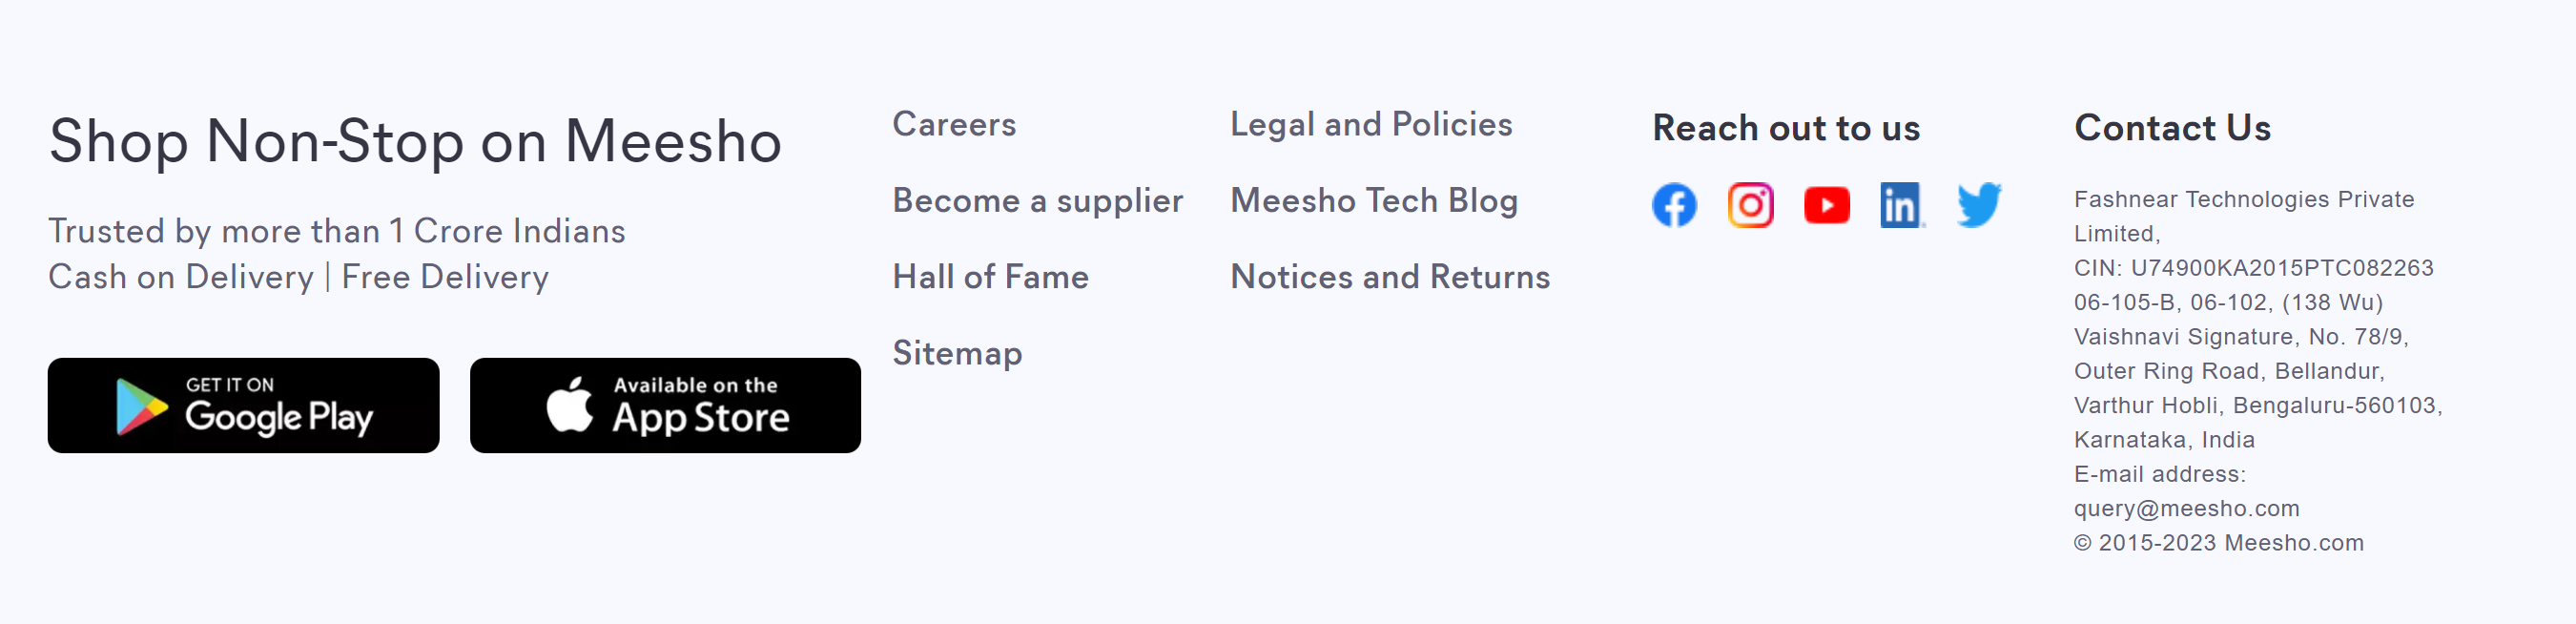 Shop Non-Stop on Meesho
Trusted by more than 1 Crore Indians
Cash on Delivery | Free Delivery
GET IT ON
Google Play
Available on the
App Store
Careers
Become a supplier
Hall of Fame
Sitemap
Legal and Policies
Meesho Tech Blog
Notices and Returns
Reach out to us
in
Contact Us
Fashnear Technologies Private
Limited,
CIN: U74900KA2015PTC082263
06-105-B, 06-102, (138 Wu)
Vaishnavi Signature, No. 78/9,
Outer Ring Road, Bellandur,
Varthur Hobli, Bengaluru-560103,
Karnataka, India
E-mail address:
query@meesho.com
© 2015-2023 Meesho.com